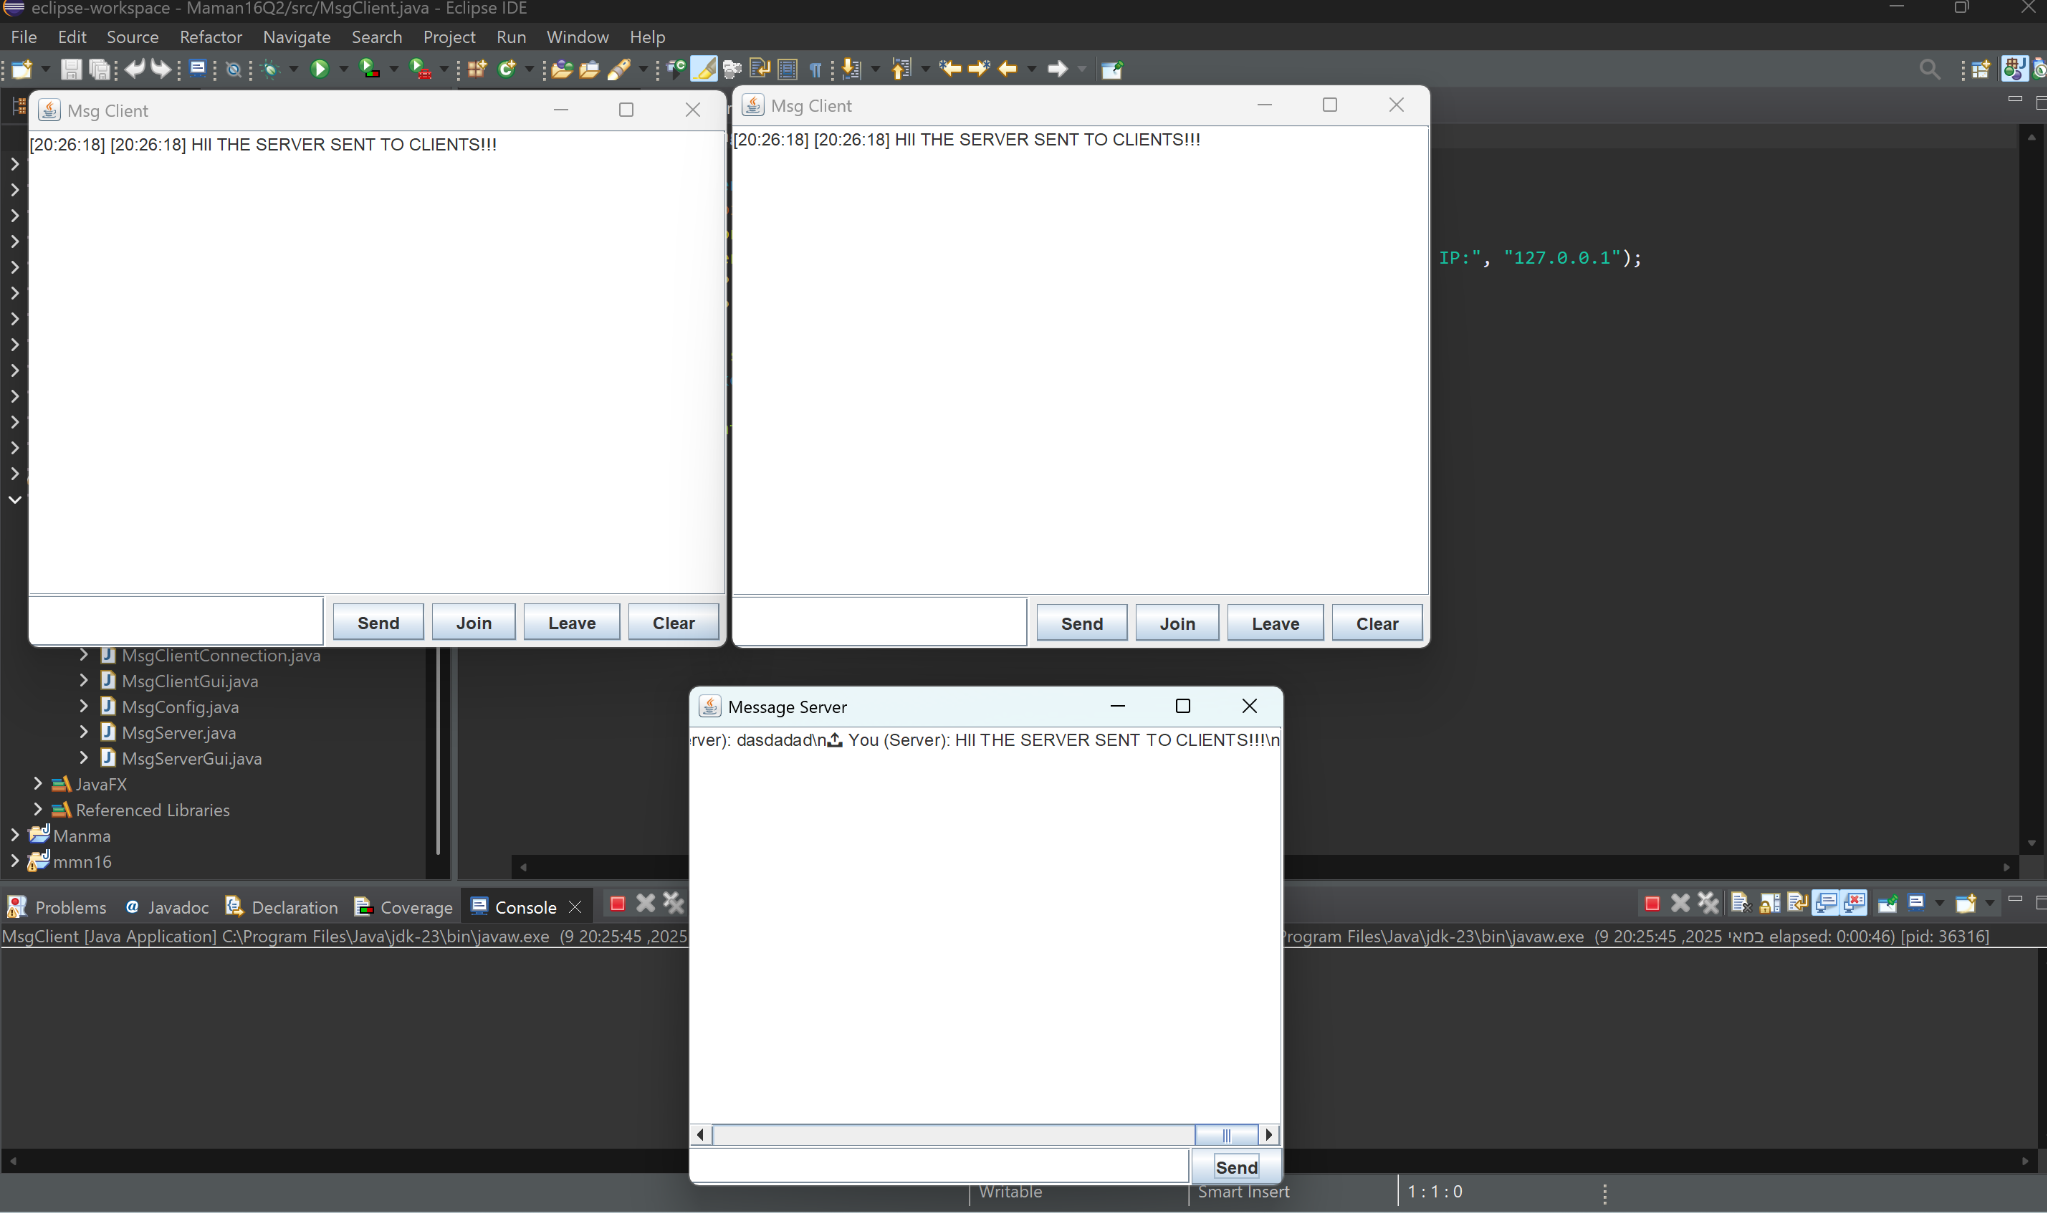 eclipse-workspace - Maman16Q2/src/MsgClient.java - Eclipse IDE
File Edit Source Refactor Navigate Search Project Run Window Help
Msg Client
[20:26:18] [20:26:18] HII THE SERVER SENT TO CLIENTS!!!
Send Join Leave Clear
Msg Client
[20:26:18] [20:26:18] HII THE SERVER SENT TO CLIENTS!!!
Send Join Leave Clear
IP:", "127.0.0.1");
MsgClientConnection.java
MsgClientGui.java
MsgConfig.java
MsgServer.java
MsgServerGui.java
JavaFX
Referenced Libraries
Manma
mmn16
Message Server
rver): dasdadad\n📤 You (Server): HII THE SERVER SENT TO CLIENTS!!!\n
Send
Problems Javadoc Declaration Coverage Console
MsgClient [Java Application] C:\Program Files\Java\jdk-23\bin\javaw.exe (9 20:25:45 ,2025
Program Files\Java\jdk-23\bin\javaw.exe (9 20:25:45 ,2025 במאי elapsed: 0:00:46) [pid: 36316]
Writable Smart Insert 1 : 1 : 0